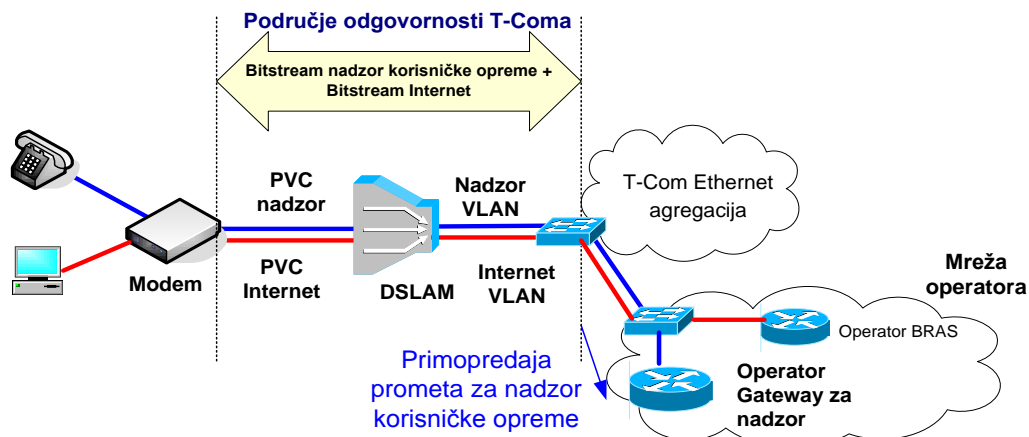 Područje odgovornosti T-Coma
Bitstream nadzor korisničke opreme +
Bitstream Internet
PVC
nadzor
Nadzor
VLAN
T-Com Ethernet
agregacija
Modem
PVC
Internet
DSLAM
Internet
VLAN
Mreža
operatora
Operator BRAS
Primopredaja
prometa za nadzor
korisničke opreme
Operator
Gateway za
nadzor